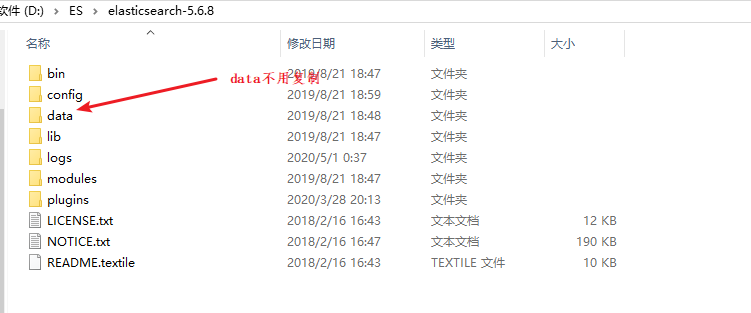 软件 (D:) › ES › elasticsearch-5.6.8
名称 修改日期 类型 大小
bin 2019/8/21 18:47 文件夹
data不用复制
config 2019/8/21 18:59 文件夹
data 2019/8/21 18:48 文件夹
lib 2019/8/21 18:47 文件夹
logs 2020/5/1 0:37 文件夹
modules 2019/8/21 18:47 文件夹
plugins 2020/3/28 20:13 文件夹
LICENSE.txt 2018/2/16 16:43 文本文档 12 KB
NOTICE.txt 2018/2/16 16:47 文本文档 190 KB
README.textile 2018/2/16 16:43 TEXTILE 文件 10 KB